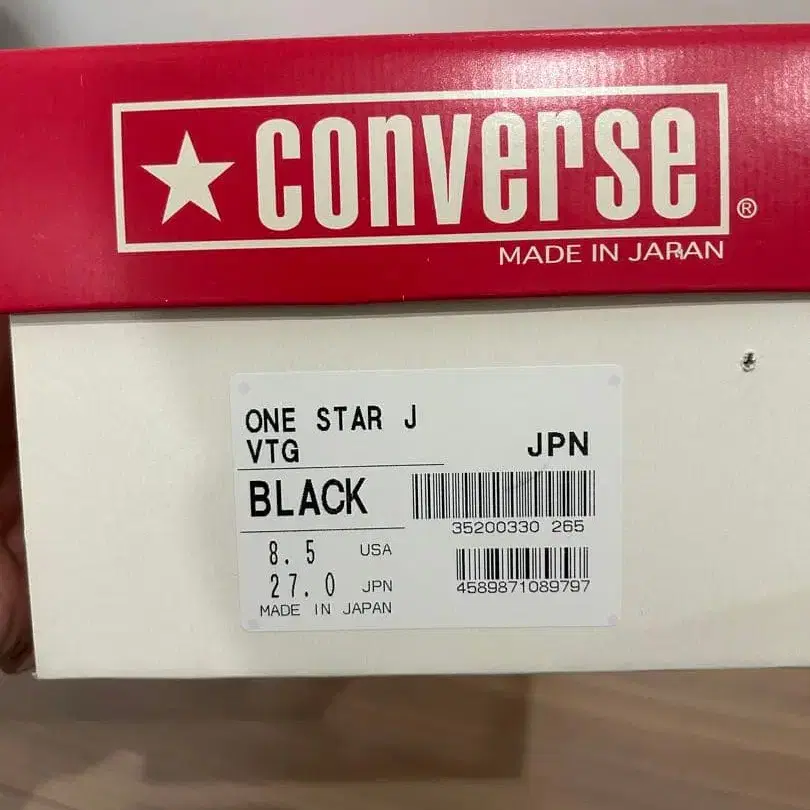 ★ converse ®
MADE IN JAPAN
ONE STAR J
VTG
JPN
BLACK
35200330 265
8.5 USA
27.0 JPN
4589871089797
MADE IN JAPAN